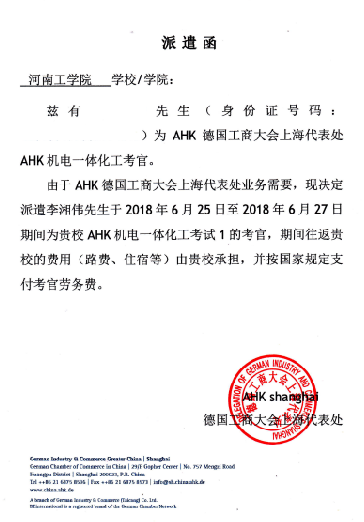 派遣函
河南工学院 学校/学院：
兹有 先生（身份证号码：
）为 AHK 德国工商大会上海代表处
AHK 机电一体化工考官。
由于 AHK 德国工商大会上海代表处业务需要，现决定
派遣李湘伟先生于 2018 年 6 月 25 日至 2018 年 6 月 27 日
期间为贵校 AHK 机电一体化工考试 1 的考官，期间往返贵
校的费用（路费、住宿等）由贵校承担，并按国家规定支
付考官劳务费。
AHK shanghai
德国工商大会上海代表处
German Industry & Commerce Greater China | Shanghai
German Chamber of Commerce in China | 29/F Gopher Center | No. 757 Mengzi Road
Huangpu District | Shanghai 200023, P.R. China
Tel ++86 21 6875 8536 | Fax ++86 21 6875 8573 | info@sh.china.ahk.de
www.china.ahk.de
A branch of German Industry & Commerce (Taicang) Co. Ltd.